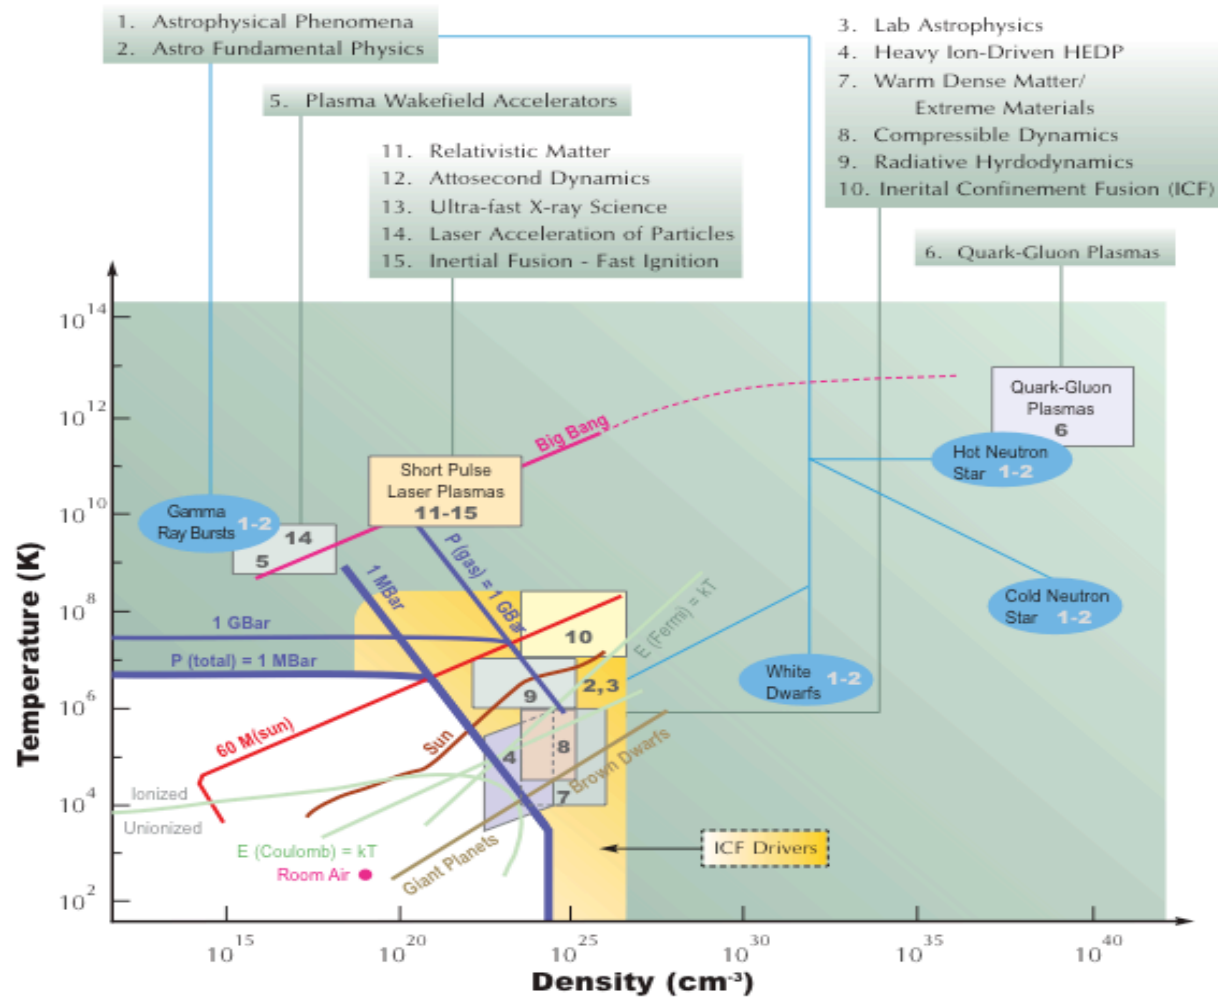 1. Astrophysical Phenomena
2. Astro Fundamental Physics
3. Lab Astrophysics
4. Heavy Ion-Driven HEDP
7. Warm Dense Matter/
Extreme Materials
8. Compressible Dynamics
9. Radiative Hyrdodynamics
10. Inerital Confinement Fusion (ICF)
5. Plasma Wakefield Accelerators
11. Relativistic Matter
12. Attosecond Dynamics
13. Ultra-fast X-ray Science
14. Laser Acceleration of Particles
15. Inertial Fusion - Fast Ignition
6. Quark-Gluon Plasmas
Temperature (K)
10^14
10^12
10^10
10^8
10^6
10^4
10^2
Quark-Gluon
Plasmas
6
Big Bang
Hot Neutron
Star 1-2
Short Pulse
Laser Plasmas
11-15
Gamma
Ray Bursts 1-2
14
5
1 MBar
P (gas) = 1 GBar
E (Fermi) = kT
Cold Neutron
Star 1-2
1 GBar
10
P (total) = 1 MBar
9
2,3
White
Dwarfs 1-2
60 M(sun)
Sun
4
8
7
Brown Dwarfs
Ionized
Unionized
E (Coulomb) = kT
Room Air
Giant Planets
ICF Drivers
10^15
10^20
10^25
10^30
10^35
10^40
Density (cm^-3)